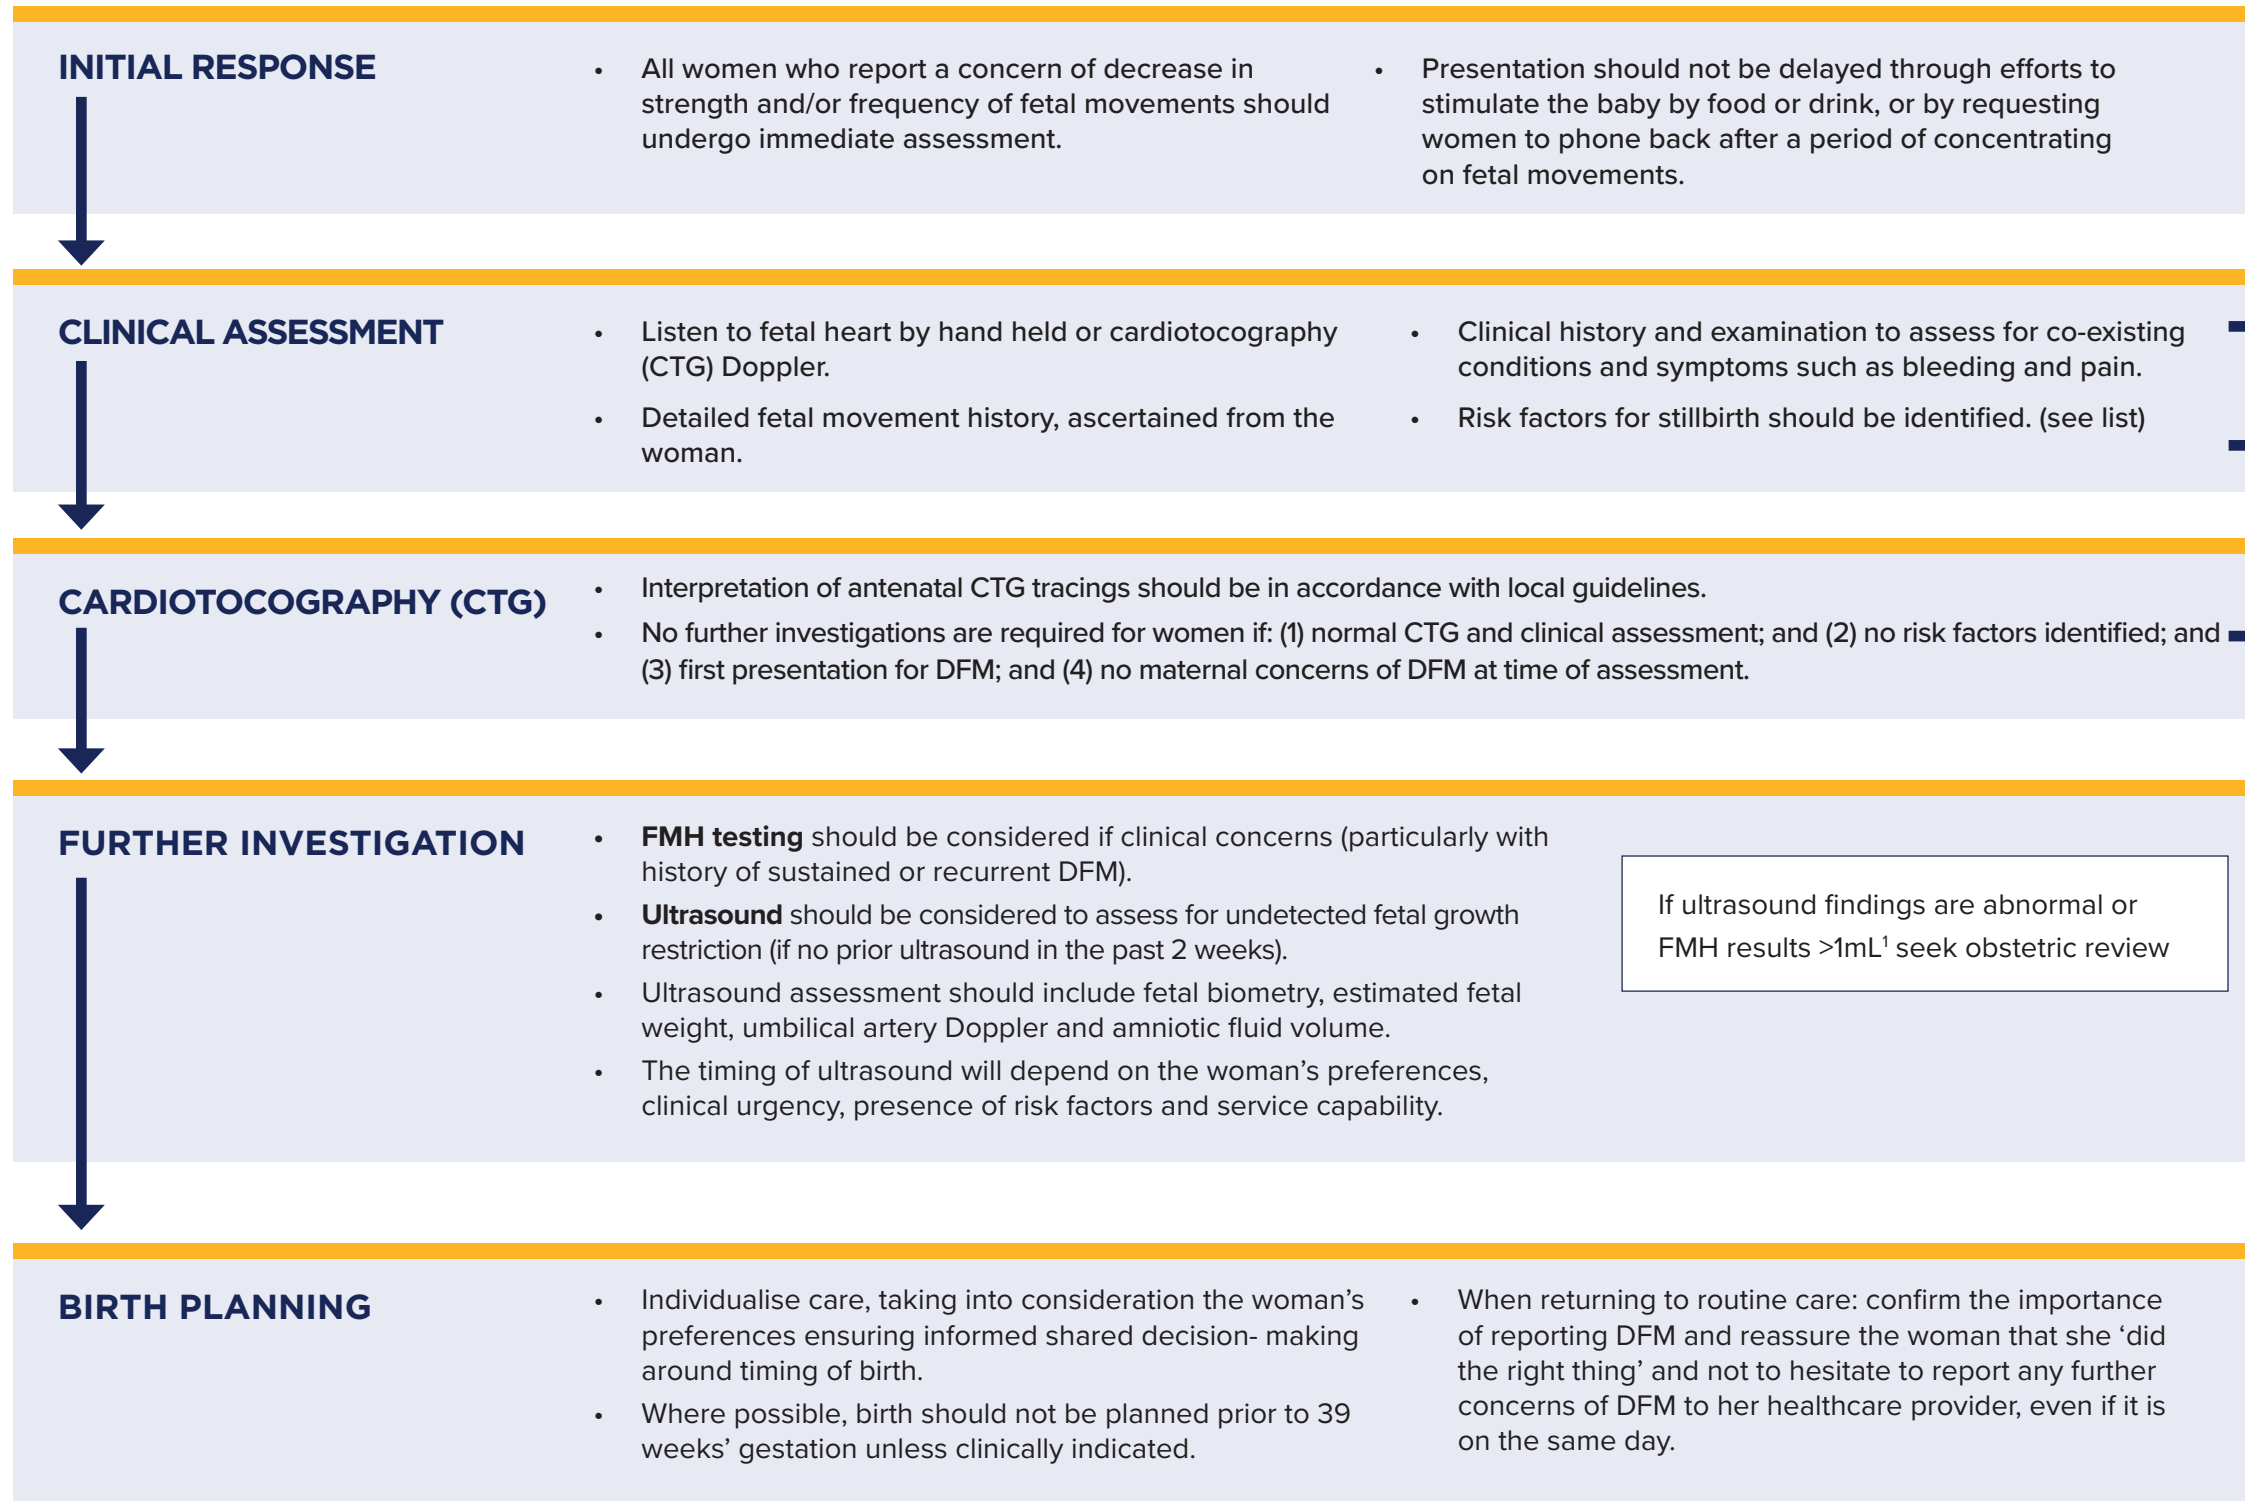 INITIAL RESPONSE
• All women who report a concern of decrease in
strength and/or frequency of fetal movements should
undergo immediate assessment.
• Presentation should not be delayed through efforts to
stimulate the baby by food or drink, or by requesting
women to phone back after a period of concentrating
on fetal movements.
CLINICAL ASSESSMENT
• Listen to fetal heart by hand held or cardiotocography
(CTG) Doppler.
• Detailed fetal movement history, ascertained from the
woman.
• Clinical history and examination to assess for co-existing
conditions and symptoms such as bleeding and pain.
• Risk factors for stillbirth should be identified. (see list)
CARDIOTOCOGRAPHY (CTG)
• Interpretation of antenatal CTG tracings should be in accordance with local guidelines.
• No further investigations are required for women if: (1) normal CTG and clinical assessment; and (2) no risk factors identified; and
(3) first presentation for DFM; and (4) no maternal concerns of DFM at time of assessment.
FURTHER INVESTIGATION
• FMH testing should be considered if clinical concerns (particularly with
history of sustained or recurrent DFM).
• Ultrasound should be considered to assess for undetected fetal growth
restriction (if no prior ultrasound in the past 2 weeks).
• Ultrasound assessment should include fetal biometry, estimated fetal
weight, umbilical artery Doppler and amniotic fluid volume.
• The timing of ultrasound will depend on the woman's preferences,
clinical urgency, presence of risk factors and service capability.
If ultrasound findings are abnormal or
FMH results >1mL¹ seek obstetric review
BIRTH PLANNING
• Individualise care, taking into consideration the woman's
preferences ensuring informed shared decision- making
around timing of birth.
• Where possible, birth should not be planned prior to 39
weeks' gestation unless clinically indicated.
• When returning to routine care: confirm the importance
of reporting DFM and reassure the woman that she 'did
the right thing' and not to hesitate to report any further
concerns of DFM to her healthcare provider, even if it is
on the same day.